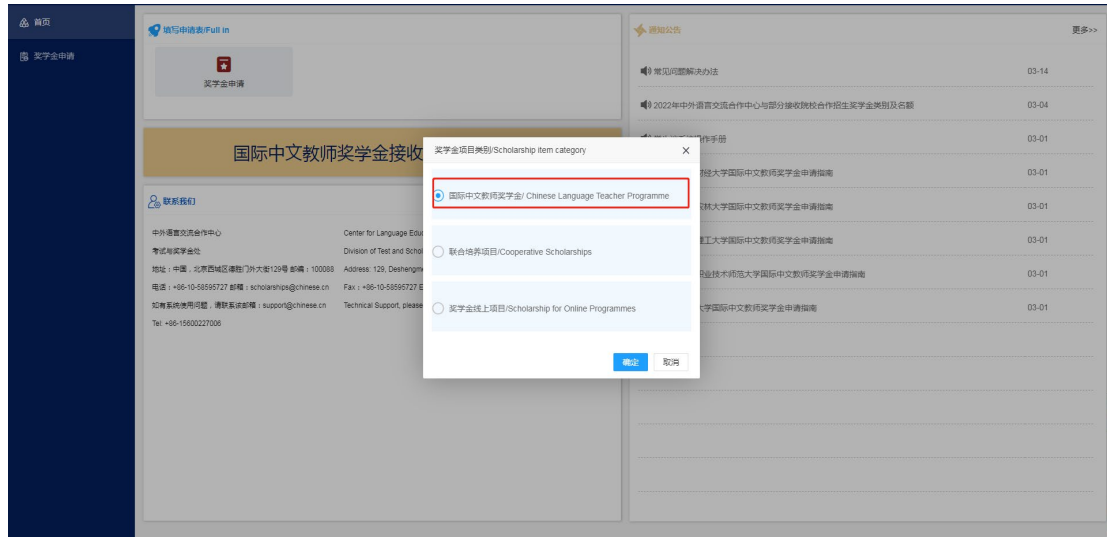 首页
奖学金申请
填写申请表/Full in
奖学金申请
国际中文教师奖学金接收
联系我们
中外语言交流合作中心
考试与奖学金处
地址：中国，北京西城区德胜门外大街129号 邮编：100088
电话：+86-10-58595727 邮箱：scholarships@chinese.cn
如有系统使用问题，请联系该邮箱：support@chinese.cn
Tel: +86-15600227006
Center for Language Edu
Division of Test and Schol
Address: 129, Deshengm
Fax：+86-10-58595727 E
Technical Support, please
通知公告
更多>>
常见问题解决办法 03-14
2022年中外语言交流合作中心与部分接收院校合作招生奖学金类别及名额 03-04
操作手册 03-01
财经大学国际中文教师奖学金申请指南 03-01
大学国际中文教师奖学金申请指南 03-01
理工大学国际中文教师奖学金申请指南 03-01
职业技术师范大学国际中文教师奖学金申请指南 03-01
大学国际中文教师奖学金申请指南 03-01
奖学金项目类别/Scholarship item category
国际中文教师奖学金/ Chinese Language Teacher Programme
联合培养项目/Cooperative Scholarships
奖学金线上项目/Scholarship for Online Programmes
确定 取消